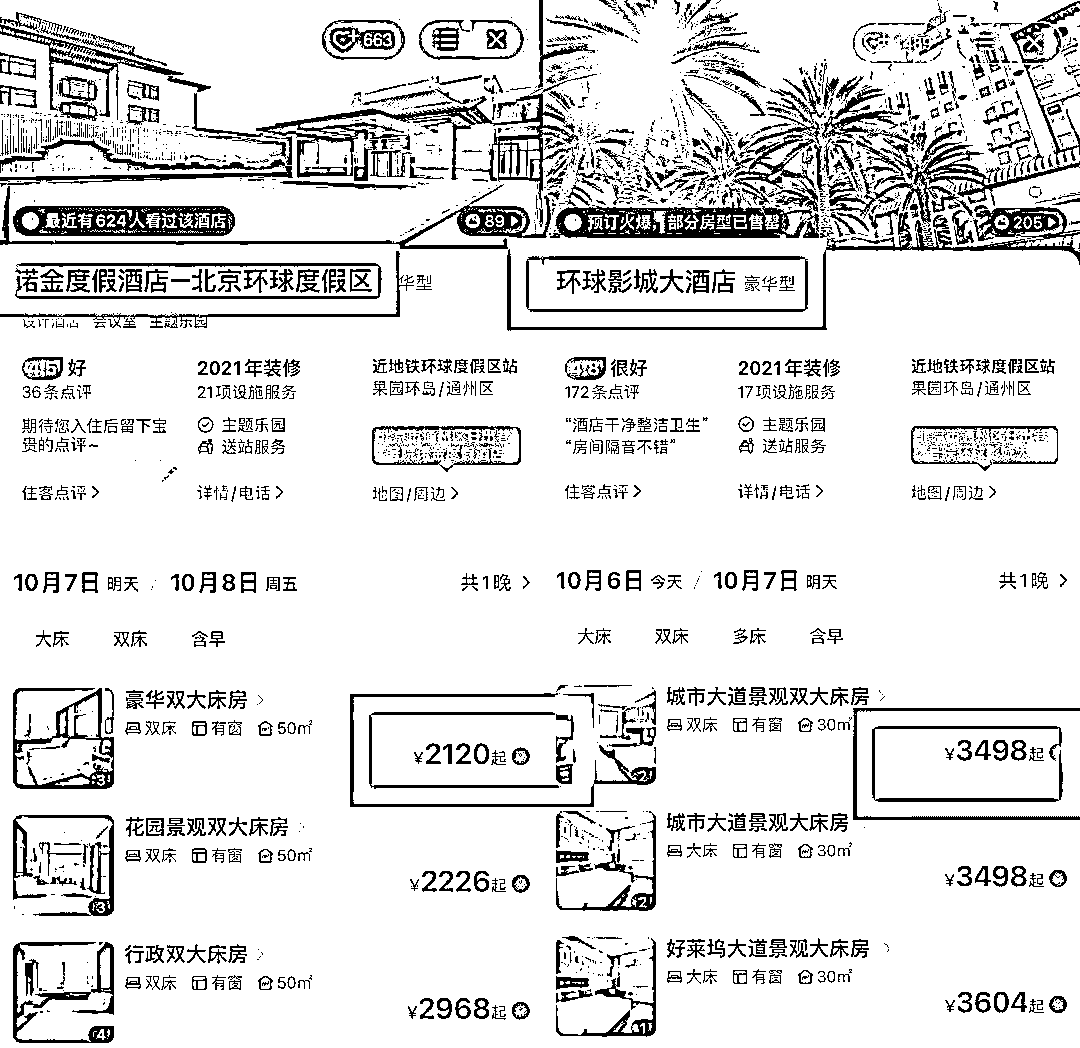 663
最近有624人看过该酒店
89
诺金度假酒店—北京环球度假区
华型
设计酒店 会议室 主题乐园
好
36条点评
期待您入住后留下宝
贵的点评~
住客点评
2021年装修
21项设施服务
主题乐园
送站服务
详情/电话
近地铁环球度假区站
果园环岛/通州区
地图/周边
10月7日 明天 / 10月8日 周五
共1晚
大床 双床 含早
豪华双大床房
双床 有窗 50㎡
¥2120起
3
花园景观双大床房
双床 有窗 50㎡
¥2226起
3
行政双大床房
双床 有窗 50㎡
¥2968起
4
预订火爆，部分房型已售罄
205
环球影城大酒店 豪华型
很好
172条点评
“酒店干净整洁卫生”
“房间隔音不错”
住客点评
2021年装修
17项设施服务
主题乐园
送站服务
详情/电话
近地铁环球度假区站
果园环岛/通州区
地图/周边
10月6日 今天 / 10月7日 明天
共1晚
大床 双床 多床 含早
城市大道景观双大床房
双床 有窗 30㎡
¥3498起
2
城市大道景观大床房
大床 有窗 30㎡
¥3498起
2
好莱坞大道景观大床房
大床 有窗 30㎡
¥3604起
1